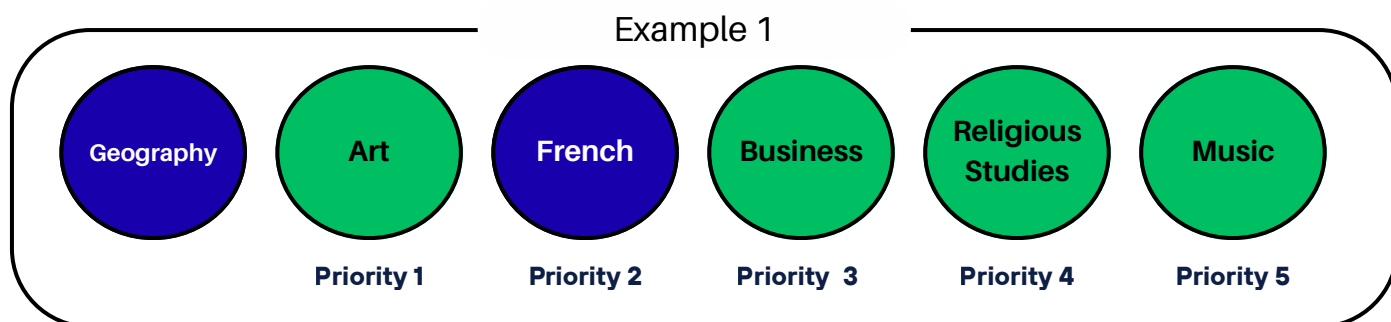 Example 1
Geography
Art
French
Business
Religious
Studies
Music
Priority 1
Priority 2
Priority 3
Priority 4
Priority 5